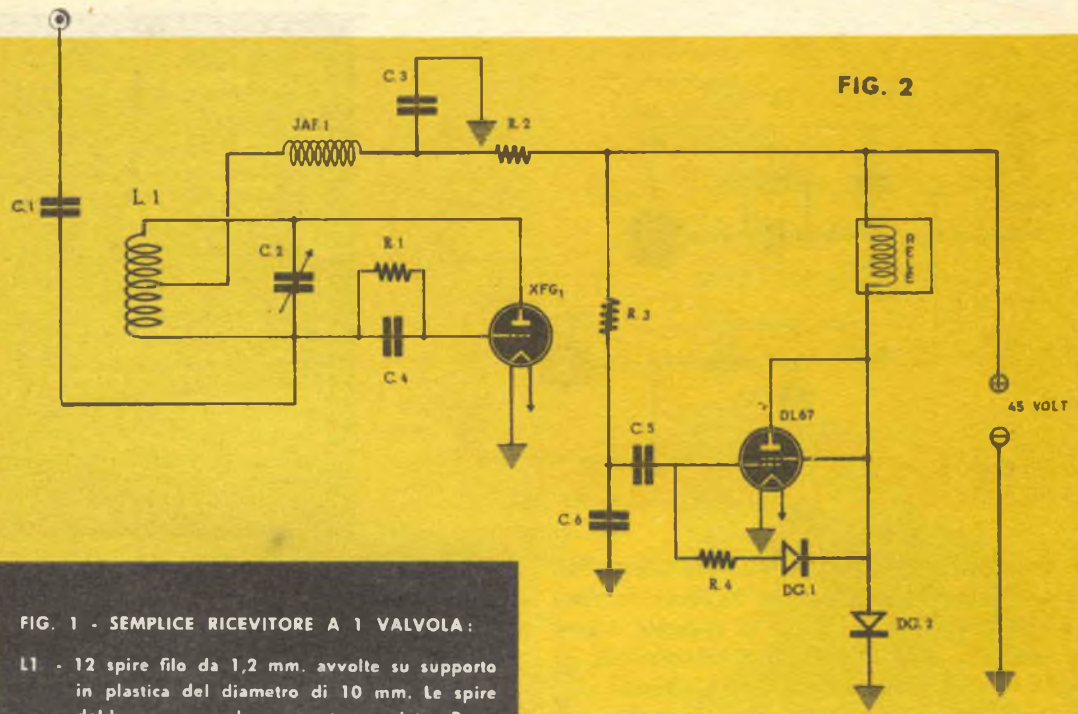 FIG. 2
C.3
JAF.1
R.2
C.1
L.1
C.2
R.1
XFG1
C.4
R.3
RELE
45 VOLT
DL67
C.5
C.6
R.4
DG.1
DG.2
FIG. 1 - SEMPLICE RICEVITORE A 1 VALVOLA:
L1 - 12 spire filo da 1,2 mm. avvolte su supporto
in plastica del diametro di 10 mm. Le spire